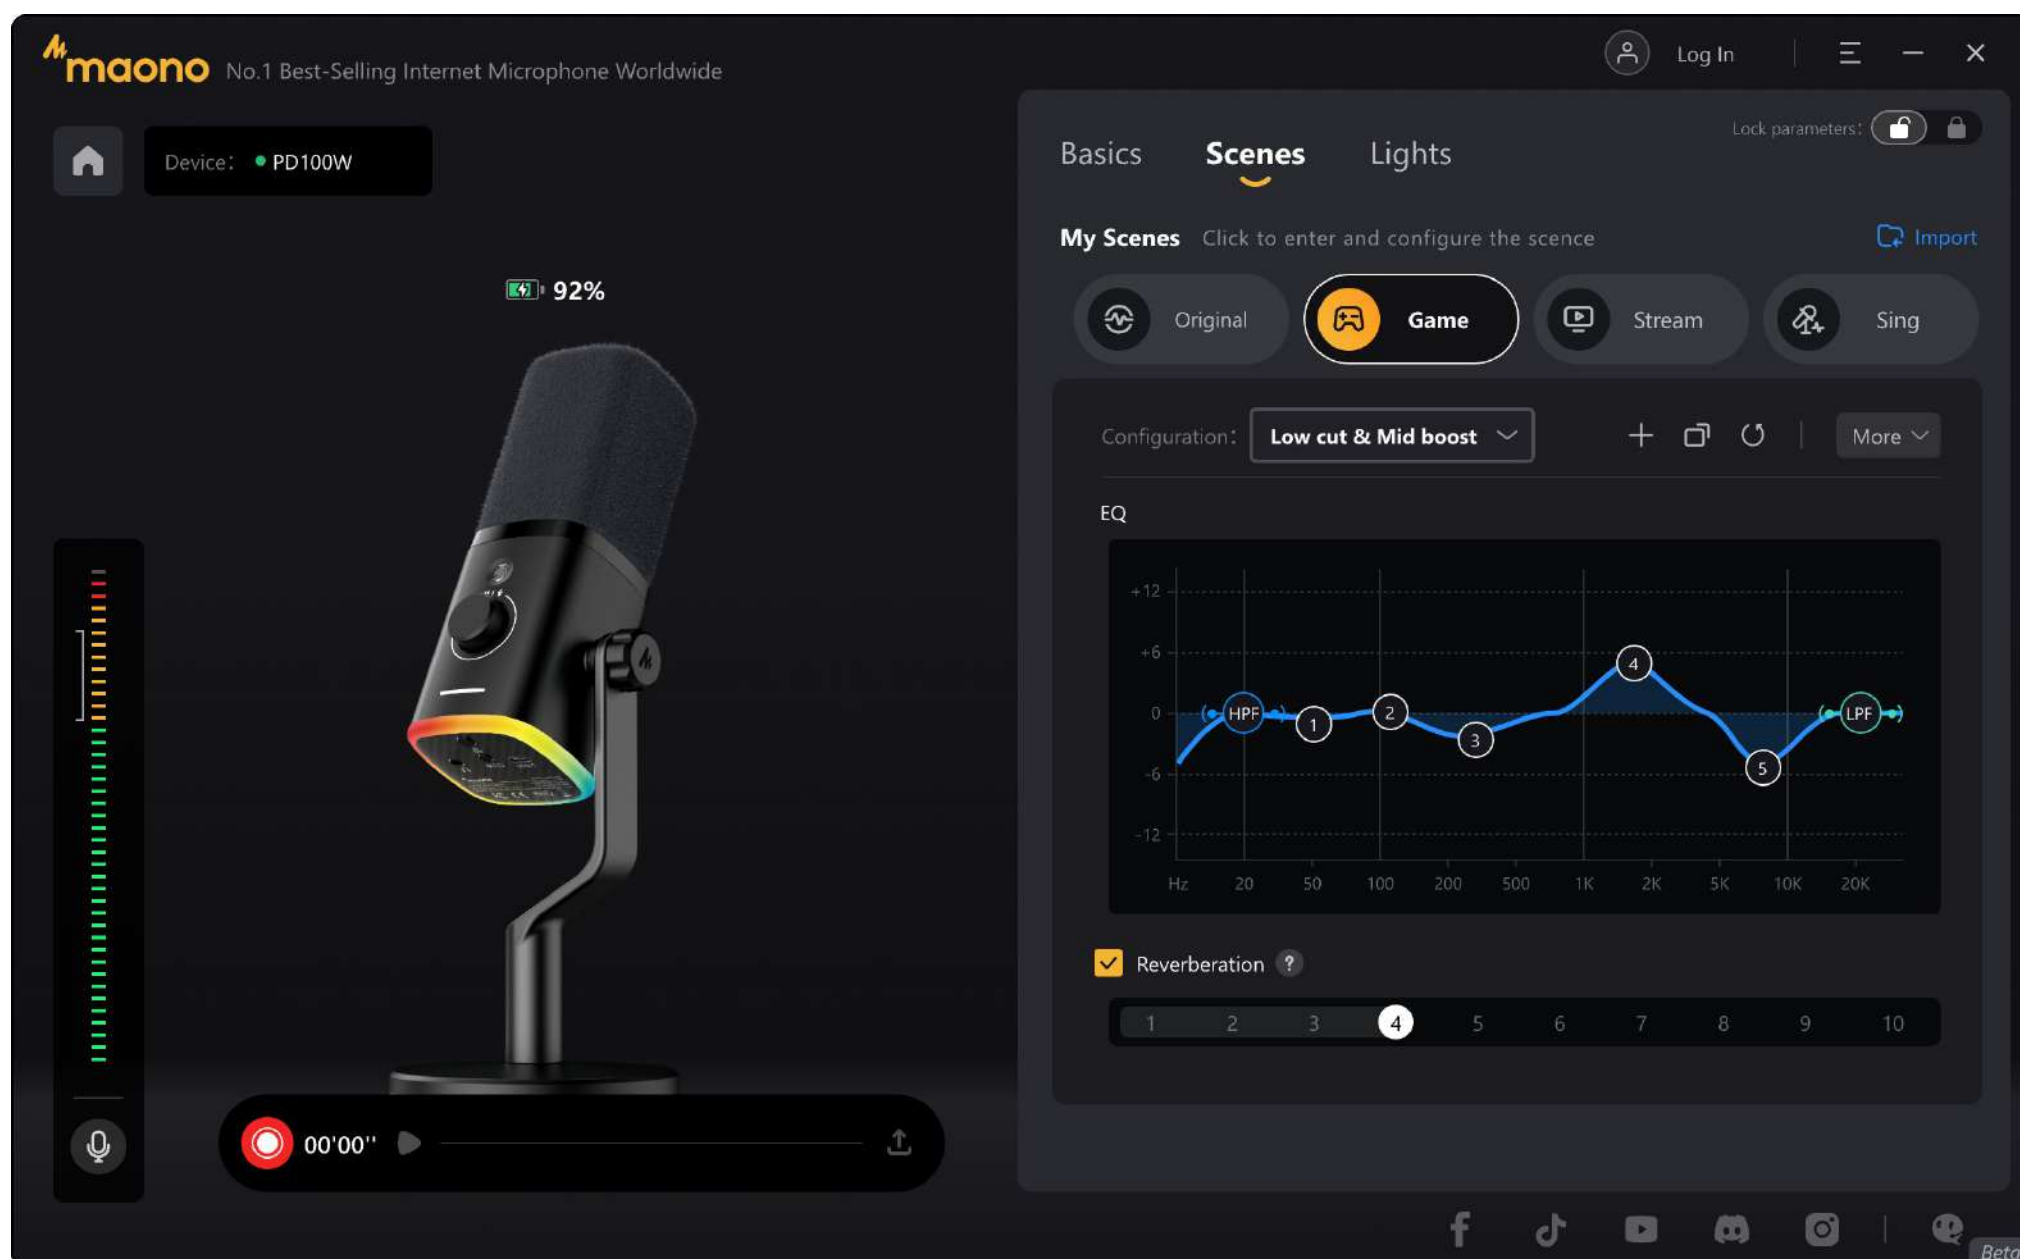 maono No.1 Best-Selling Internet Microphone Worldwide
Log In
Device: PD100W
92%
00'00''
Lock parameters:
Basics Scenes Lights
My Scenes Click to enter and configure the scence Import
Original Game Stream Sing
Configuration: Low cut & Mid boost More
EQ
+12
+6
0
-6
-12
HPF 1 2 3 4 5 LPF
Hz 20 50 100 200 500 1K 2K 5K 10K 20K
Reverberation ?
1 2 3 4 5 6 7 8 9 10
Beta